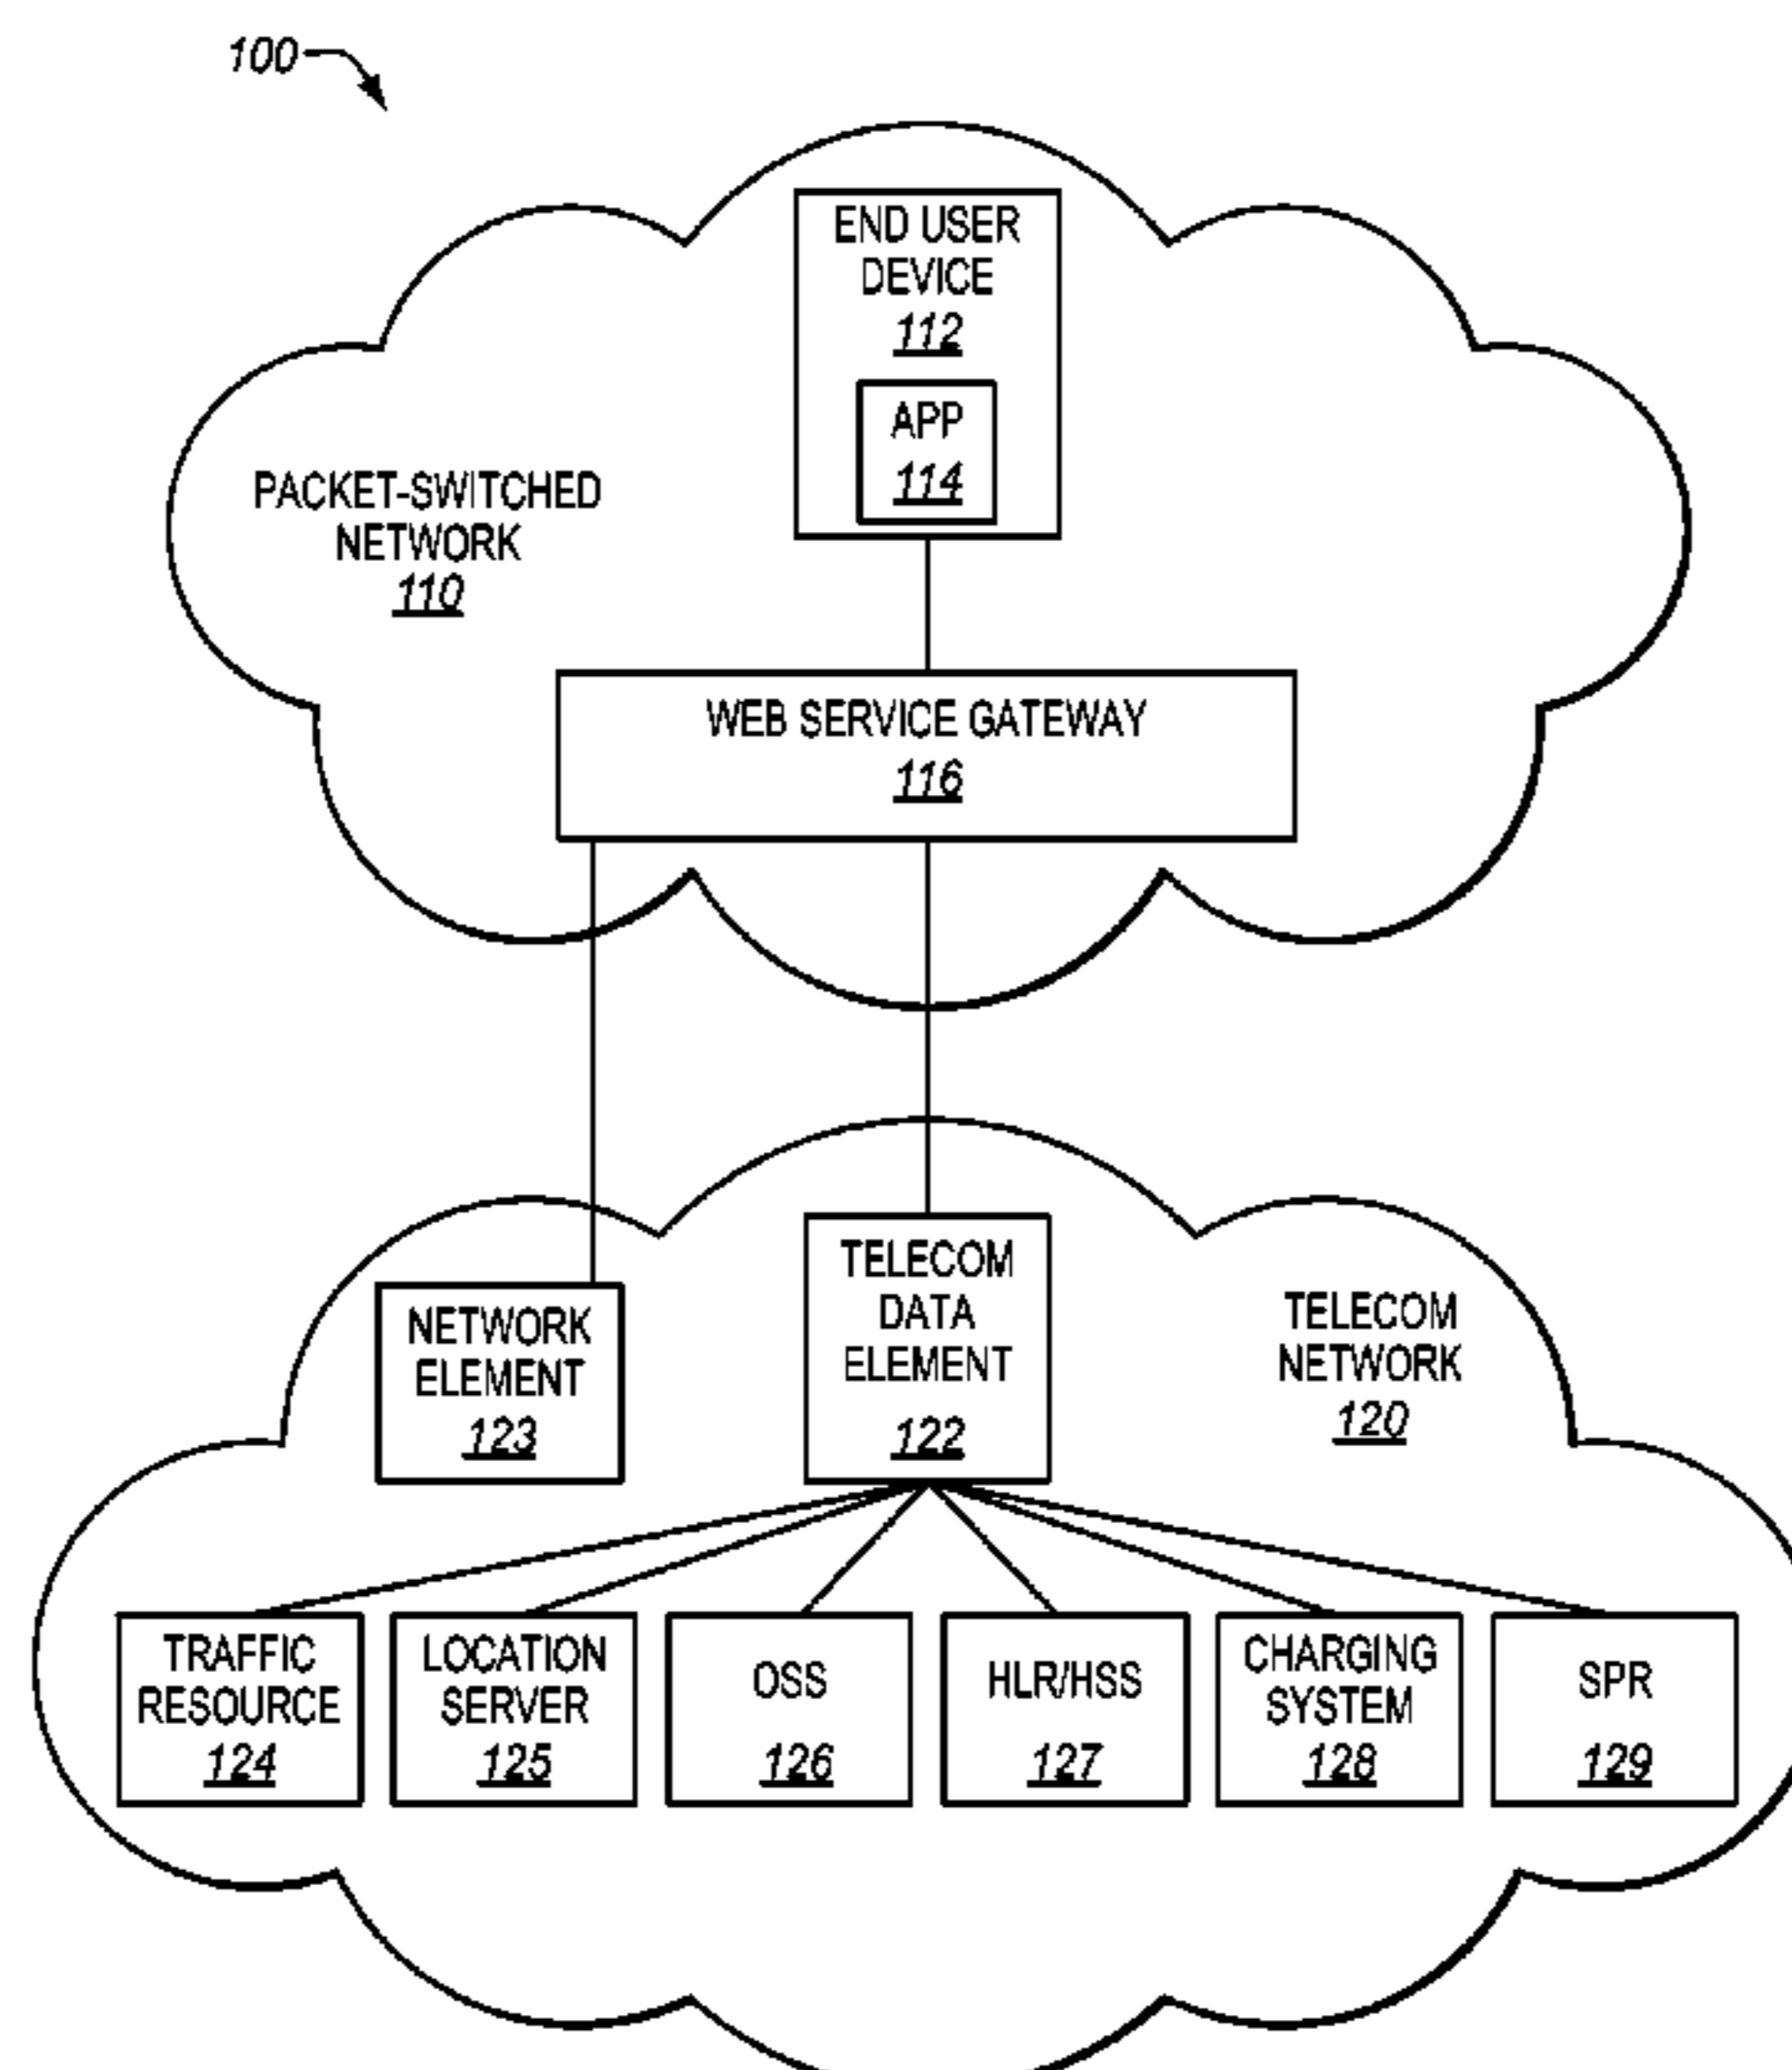 100
END USER
DEVICE
112
APP
114
PACKET-SWITCHED
NETWORK
110
WEB SERVICE GATEWAY
116
NETWORK
ELEMENT
123
TELECOM
DATA
ELEMENT
122
TELECOM
NETWORK
120
TRAFFIC
RESOURCE
124
LOCATION
SERVER
125
OSS
126
HLR/HSS
127
CHARGING
SYSTEM
128
SPR
129